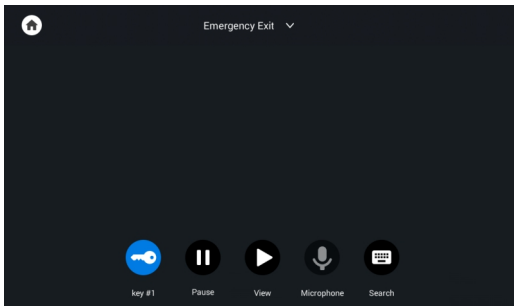 Emergency Exit
key #1
Pause
View
Microphone
Search